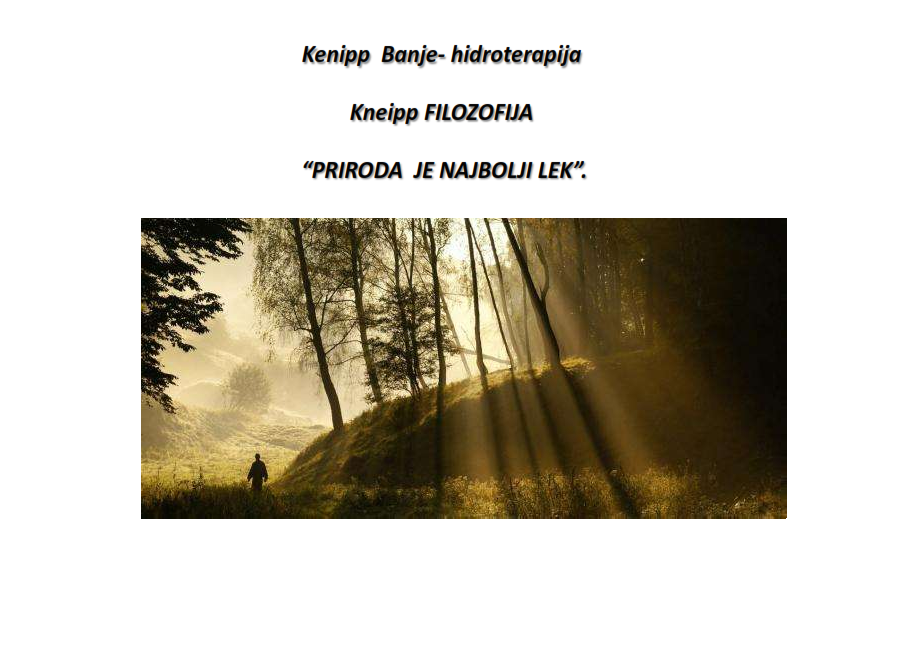 Kenipp Banje- hidroterapija
Kneipp FILOZOFIJA
“PRIRODA JE NAJBOLJI LEK”.